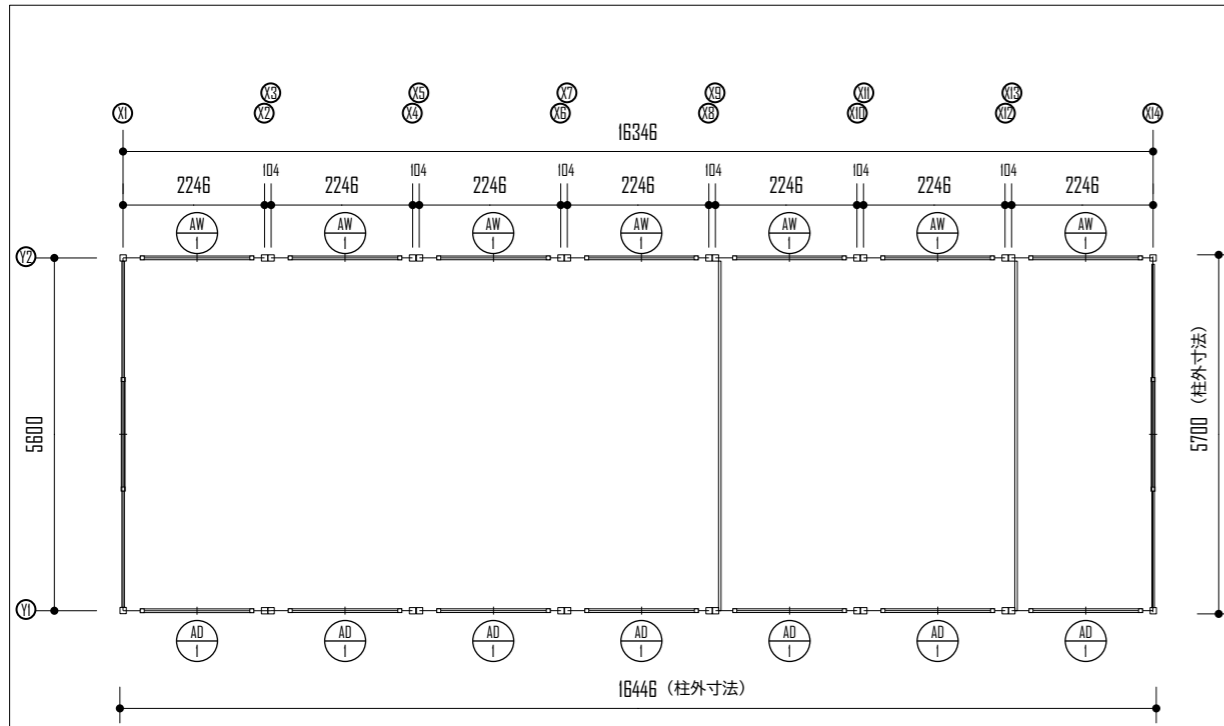 X3 X5 X7 X9 X11 X13
X1 X2 X4 X6 X8 X10 X12 X14
16346
104 104 104 104 104 104
2246 2246 2246 2246 2246 2246 2246
AW AW AW AW AW AW AW
1 1 1 1 1 1 1
Y2
5600
5700（柱外寸法）
Y1
AD AD AD AD AD AD AD
1 1 1 1 1 1 1
16446（柱外寸法）